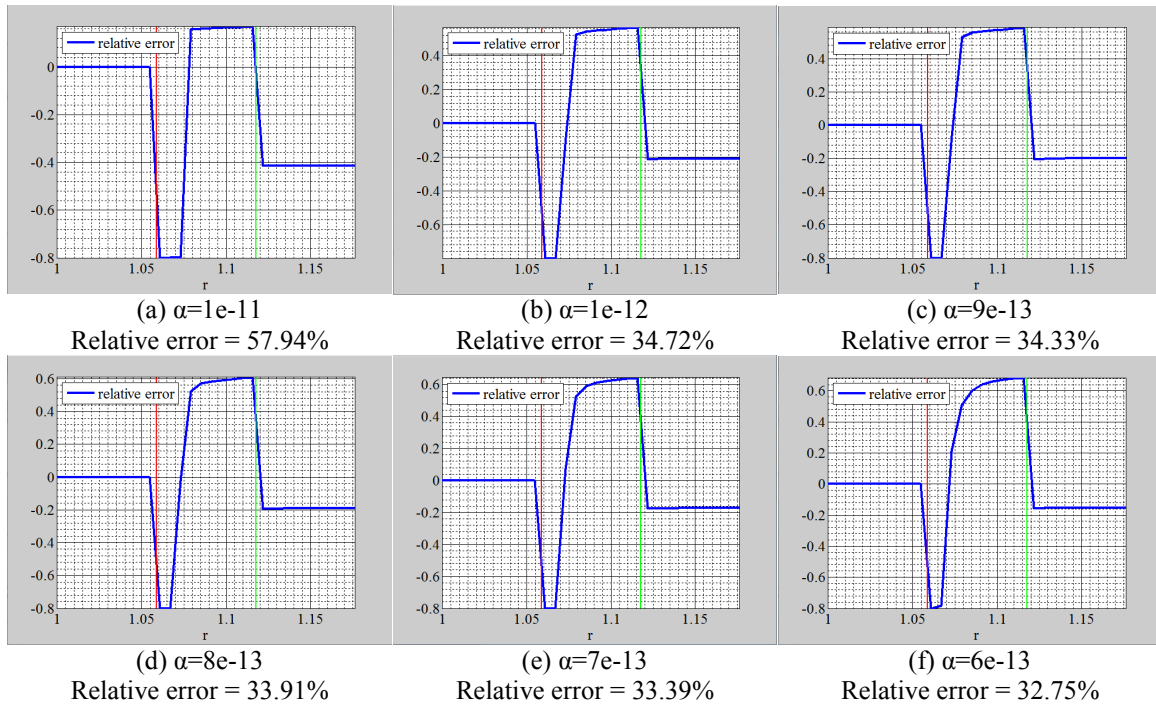 relative error
0
-0.2
-0.4
-0.6
-0.8
1
1.05
1.1
1.15
r
(a) α=1e-11
Relative error = 57.94%
relative error
0.4
0.2
0
-0.2
-0.4
-0.6
1
1.05
1.1
1.15
r
(b) α=1e-12
Relative error = 34.72%
relative error
0.4
0.2
0
-0.2
-0.4
-0.6
-0.8
1
1.05
1.1
1.15
r
(c) α=9e-13
Relative error = 34.33%
relative error
0.6
0.4
0.2
0
-0.2
-0.4
-0.6
-0.8
1
1.05
1.1
1.15
r
(d) α=8e-13
Relative error = 33.91%
relative error
0.6
0.4
0.2
0
-0.2
-0.4
-0.6
-0.8
1
1.05
1.1
1.15
r
(e) α=7e-13
Relative error = 33.39%
relative error
0.6
0.4
0.2
0
-0.2
-0.4
-0.6
-0.8
1
1.05
1.1
1.15
r
(f) α=6e-13
Relative error = 32.75%